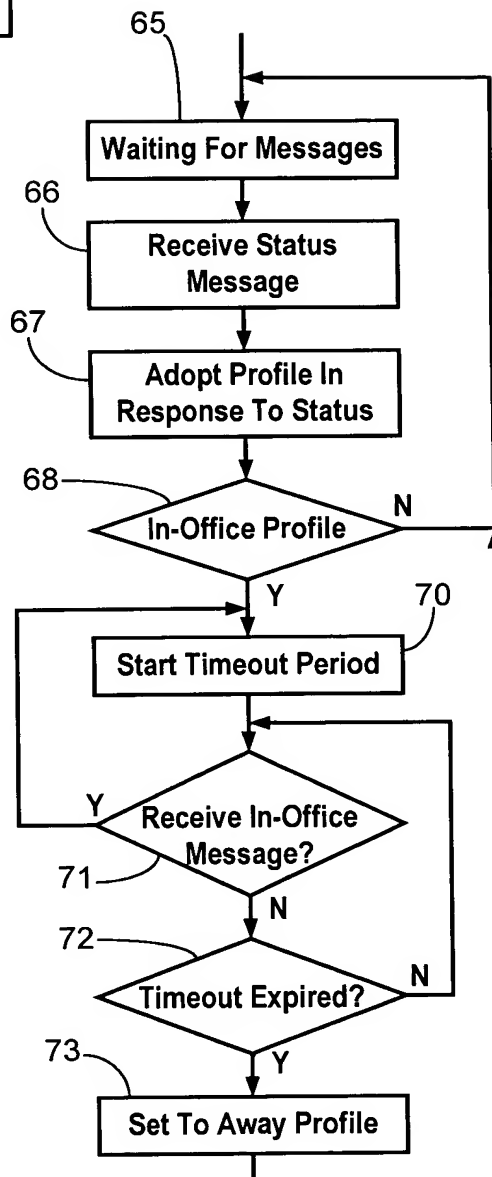 65
Waiting For Messages
66
Receive Status
Message
67
Adopt Profile In
Response To Status
68
In-Office Profile
N
Y
70
Start Timeout Period
Y
Receive In-Office
Message?
71
N
72
Timeout Expired?
N
Y
73
Set To Away Profile